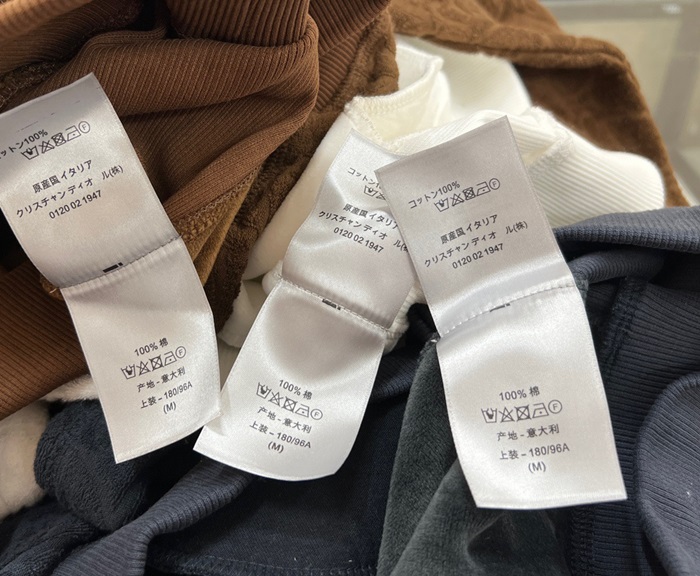 コットン100%
原産国イタリア
クリスチャンディオ ル(株)
0120 02 1947
100% 棉
产地 - 意大利
上装 - 180/96A
(M)
コットン1
原産国イタリア
クリスチャンディオ ル(株
0120 02 1947
100% 棉
产地 - 意大利
上装 - 180/96A
(M)
コットン100%
原産国イタリア
クリスチャンディオ ル(株)
0120 02 1947
100% 棉
产地 - 意大利
上装 - 180/96A
(M)